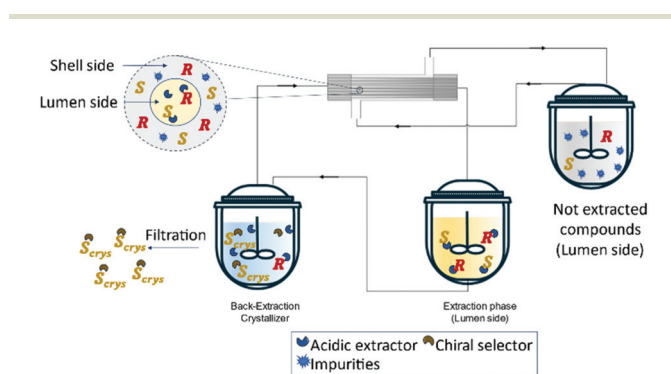 Shell side
Lumen side
R
S
R
S
R
R
S
S
R
Not extracted
compounds
(Lumen side)
Filtration
S crys
S crys
S crys
S crys
S crys
S crys
S crys
R
S
R
R
S
Back-Extraction
Crystallizer
Extraction phase
(Lumen side)
Acidic extractor Chiral selector
Impurities